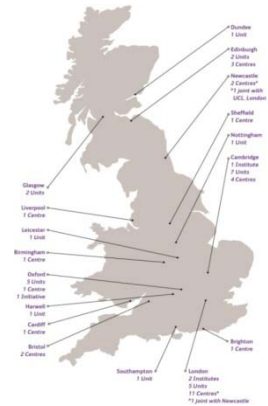 Dundee
1 Unit
Edinburgh
2 Units
3 Centres
Newcastle
2 Centres*
*1 joint with
UCL, London
Sheffield
1 Centre
Nottingham
1 Unit
Cambridge
1 Institute
7 Units
4 Centres
Glasgow
2 Units
Liverpool
1 Centre
Leicester
1 Unit
Birmingham
1 Centre
Oxford
5 Units
1 Centre
1 Initiative
Harwell
1 Unit
Cardiff
1 Centre
Bristol
2 Centres
Southampton
1 Unit
London
2 Institutes
5 Units
11 Centres*
*1 joint with Newcastle
Brighton
1 Centre